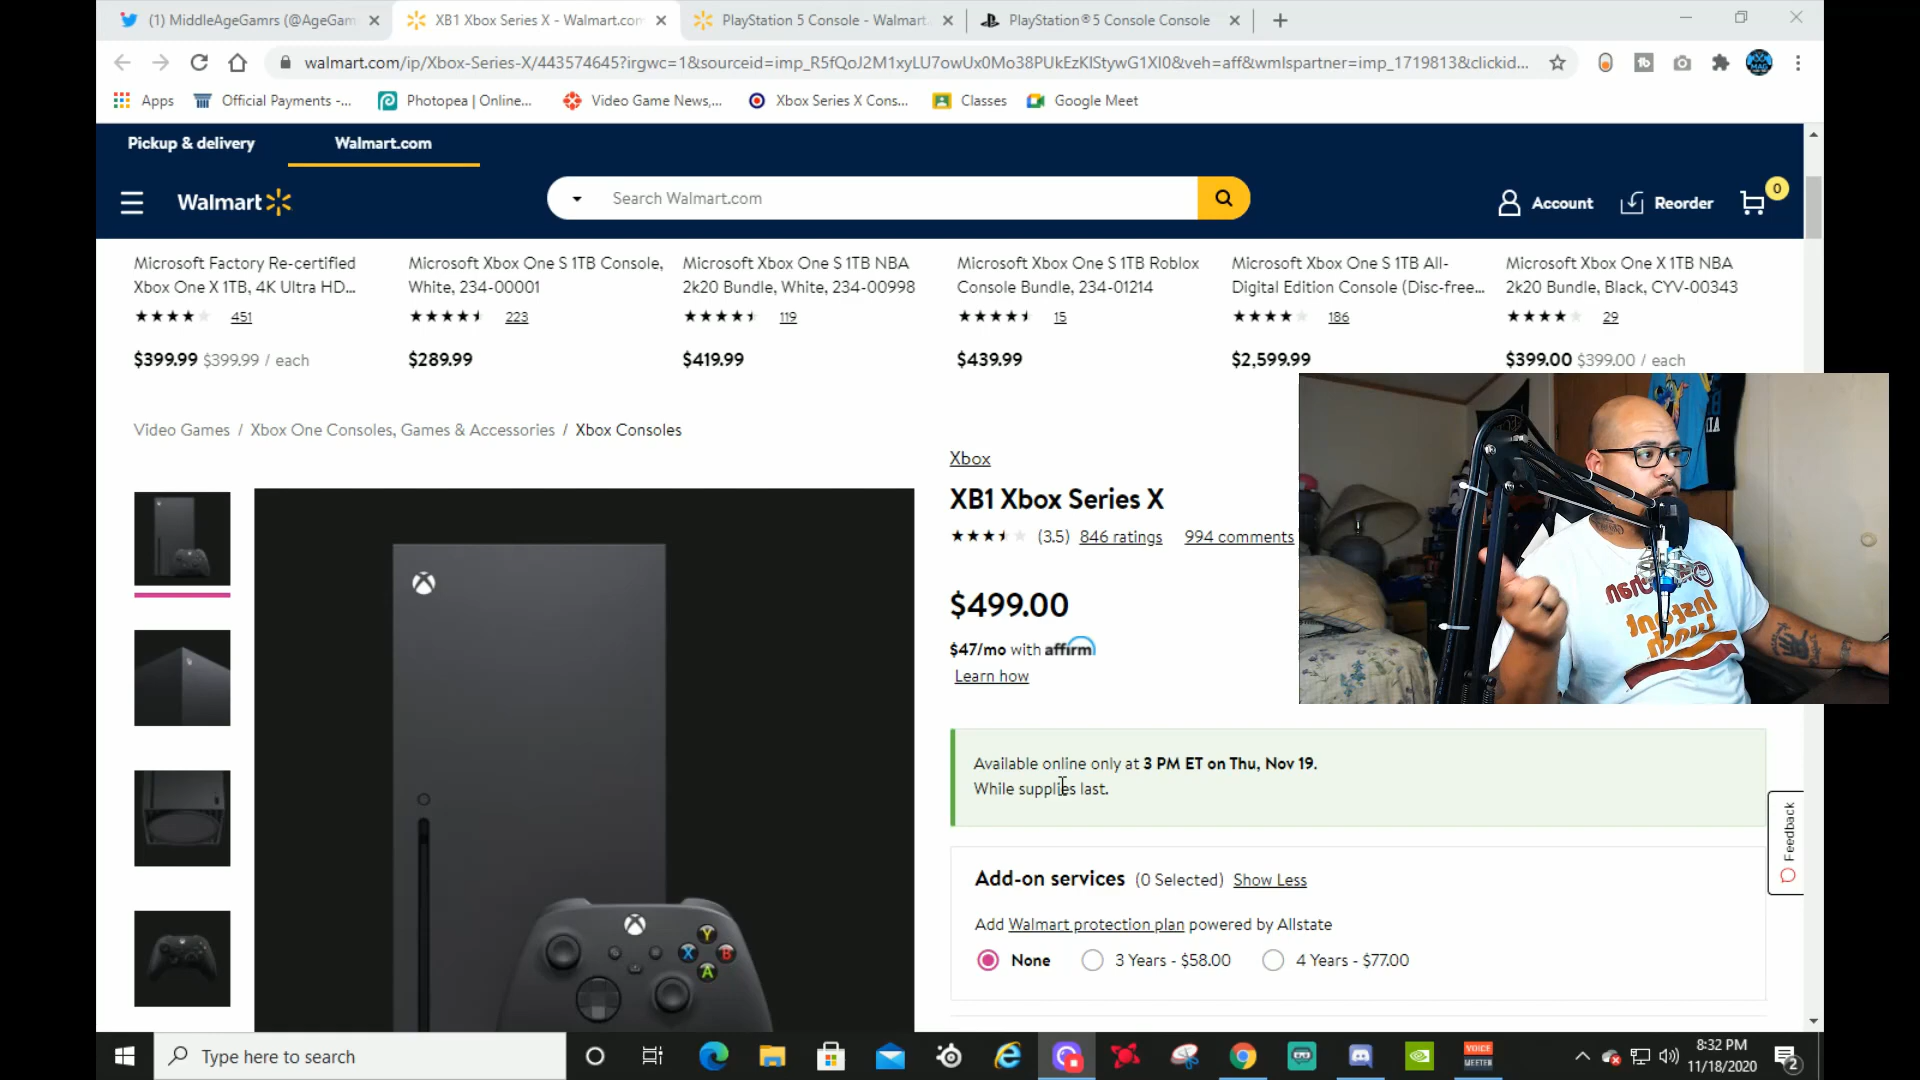 (1) MiddleAgeGamrs (@AgeGam
XB1 Xbox Series X - Walmart.com
PlayStation 5 Console - Walmart.
PlayStation®5 Console Console
walmart.com/ip/Xbox-Series-X/443574645?irgwc=1&sourceid=imp_R5fQoJ2M1xyLU7owUx0Mo38PUkEzKIStywG1XI0&veh=aff&wmlspartner=imp_1719813&clickid...
Apps
Official Payments -...
Photopea | Online...
Video Game News,...
Xbox Series X Cons...
Classes
Google Meet
Pickup & delivery
Walmart.com
Walmart
Search Walmart.com
Account
Reorder
0
Microsoft Factory Re-certified
Xbox One X 1TB, 4K Ultra HD...
451
$399.99 $399.99 / each
Microsoft Xbox One S 1TB Console,
White, 234-00001
223
$289.99
Microsoft Xbox One S 1TB NBA
2k20 Bundle, White, 234-00998
119
$419.99
Microsoft Xbox One S 1TB Roblox
Console Bundle, 234-01214
15
$439.99
Microsoft Xbox One S 1TB All-
Digital Edition Console (Disc-free...
186
$2,599.99
Microsoft Xbox One X 1TB NBA
2k20 Bundle, Black, CYV-00343
29
$399.00 $399.00 / each
Video Games / Xbox One Consoles, Games & Accessories / Xbox Consoles
Xbox
XB1 Xbox Series X
(3.5) 846 ratings 994 comments
$499.00
$47/mo with affirm
Learn how
Available online only at 3 PM ET on Thu, Nov 19.
While supplies last.
Add-on services (0 Selected) Show Less
Add Walmart protection plan powered by Allstate
None
3 Years - $58.00
4 Years - $77.00
Feedback
Y
X
B
A
Instant
Lunch
Type here to search
VOICE
MEETER
8:32 PM
11/18/2020
2